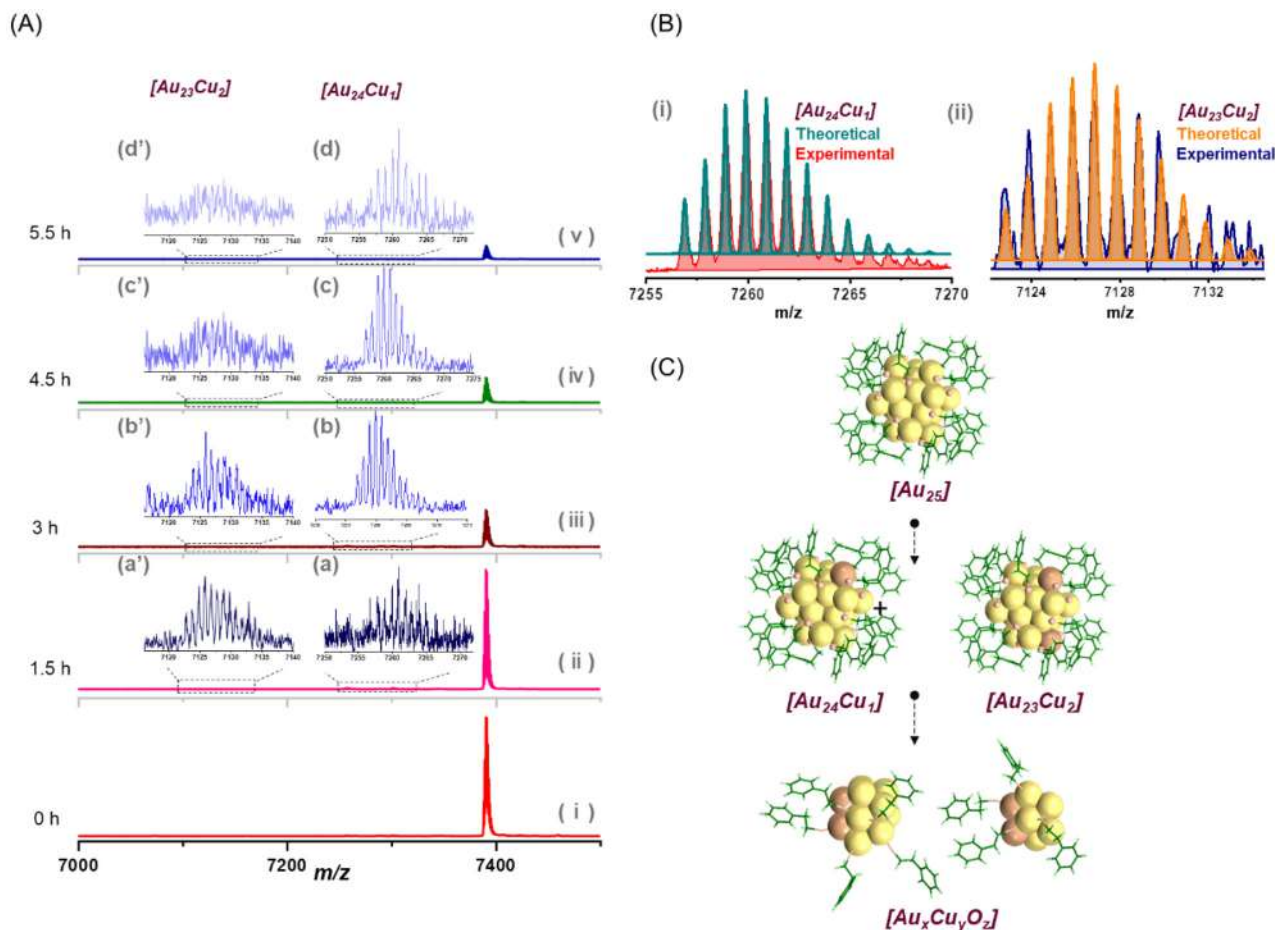 (A)
[Au23Cu2]
[Au24Cu1]
(d')
(d)
7120 7125 7130 7135 7140
7250 7255 7260 7265 7270
5.5 h
(v)
(c')
(c)
7120 7125 7130 7135 7140
7250 7255 7260 7265 7270 7275
4.5 h
(iv)
(b')
(b)
7120 7125 7130 7135 7140
3 h
(iii)
(a')
(a)
7120 7125 7130 7135 7140
7250 7255 7260 7265 7270
1.5 h
(ii)
0 h
(i)
7000 7200 7400
m/z
(B)
(i)
[Au24Cu1]
Theoretical
Experimental
7255 7260 7265 7270
m/z
(ii)
[Au23Cu2]
Theoretical
Experimental
7124 7128 7132
m/z
(C)
[Au25]
+
[Au24Cu1]
[Au23Cu2]
[AuxCuyOz]